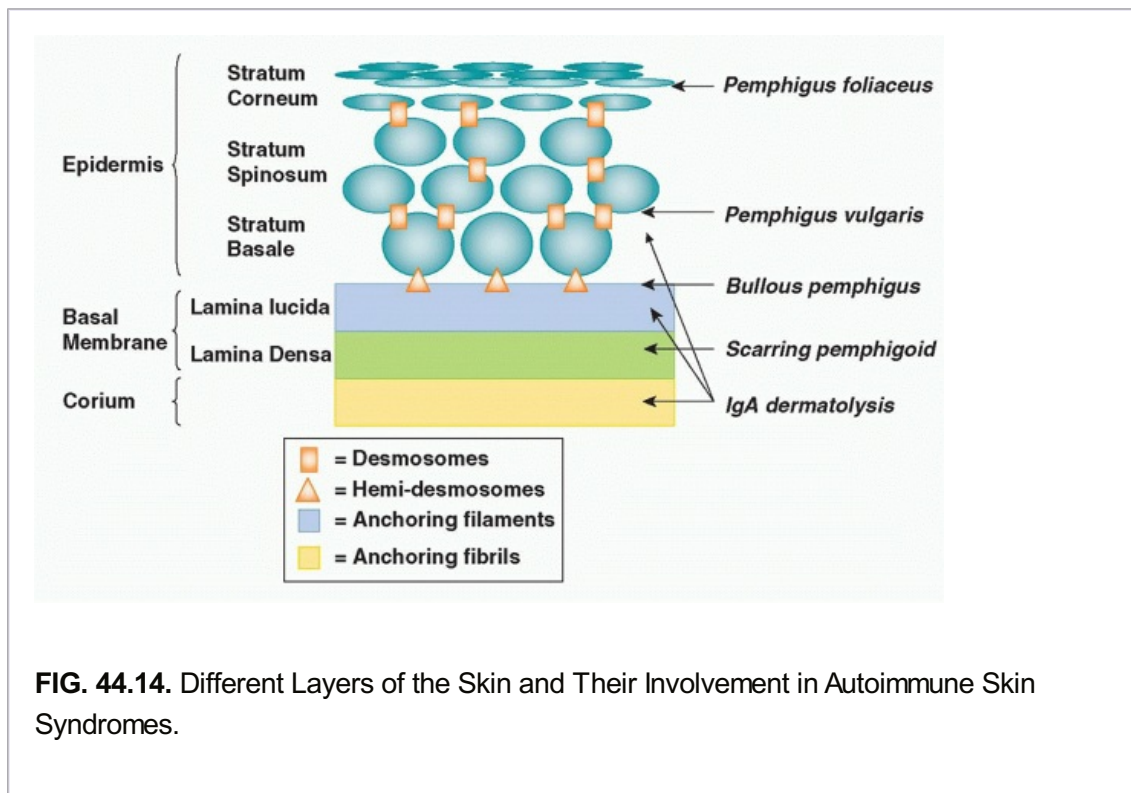 Stratum
Corneum
Pemphigus foliaceus
Epidermis
Stratum
Spinosum
Pemphigus vulgaris
Stratum
Basale
Bullous pemphigus
Basal
Membrane
Lamina lucida
Lamina Densa
Scarring pemphigoid
Corium
IgA dermatolysis
= Desmosomes
= Hemi-desmosomes
= Anchoring filaments
= Anchoring fibrils
FIG. 44.14. Different Layers of the Skin and Their Involvement in Autoimmune Skin
Syndromes.